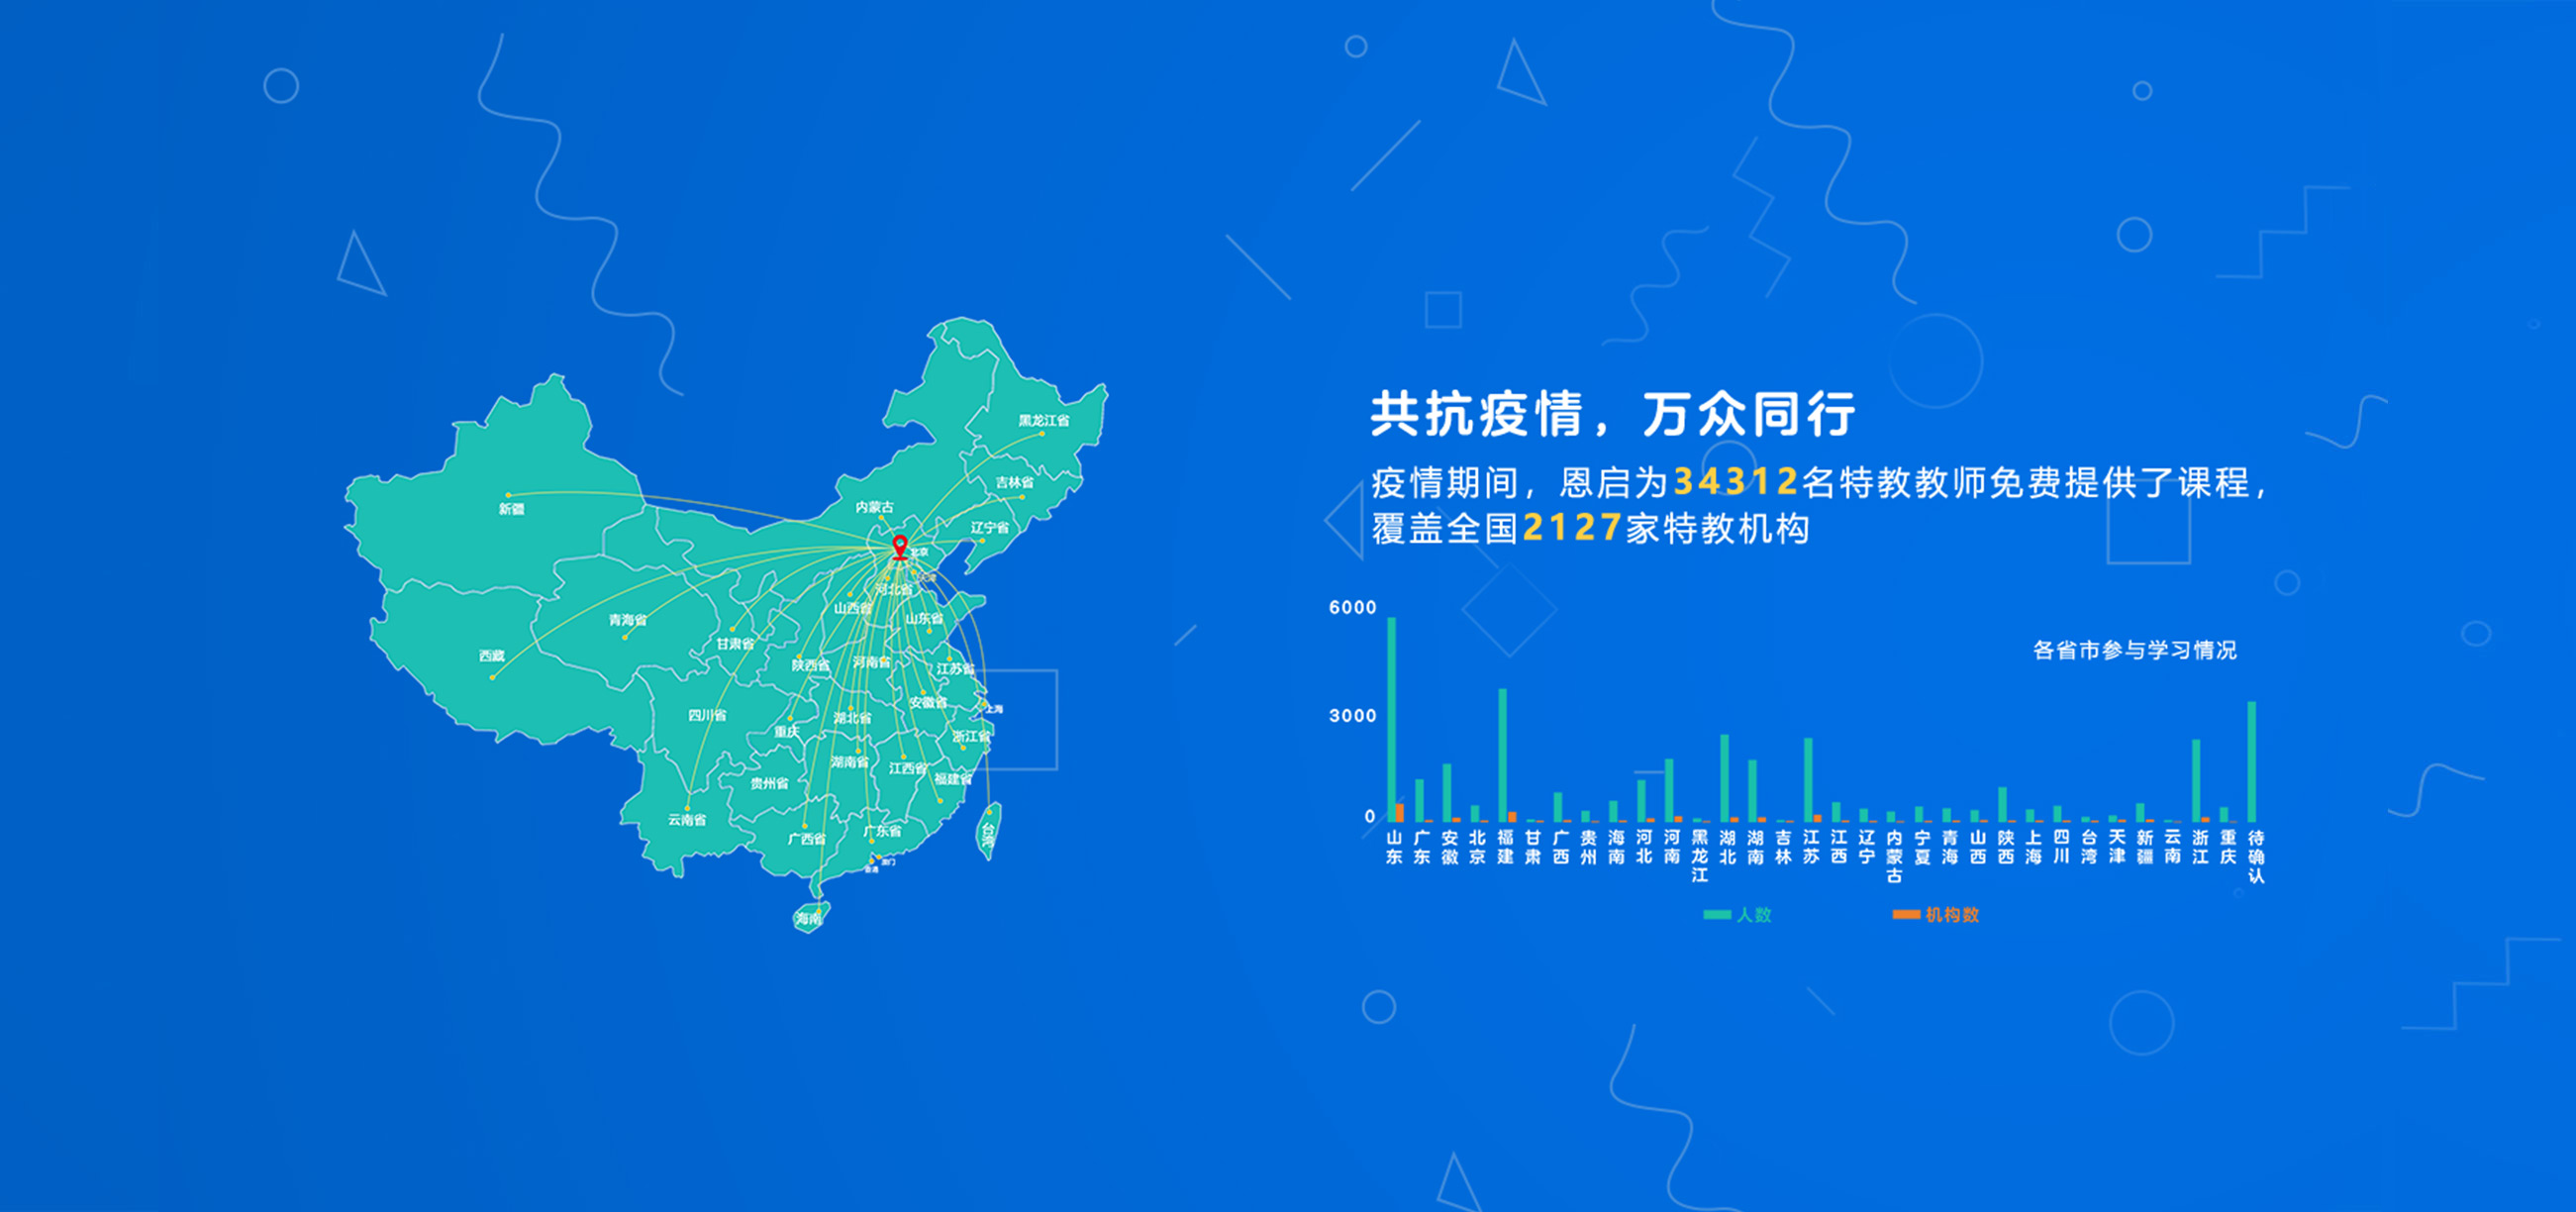 黑龙江省
吉林省
内蒙古
新疆
辽宁省
北京
天津
河北省
山西省
山东省
青海省
甘肃省
西藏
陕西省
河南省
江苏省
安徽省
上海
四川省
湖北省
重庆
浙江省
湖南省
江西省
福建省
贵州省
云南省
广西省
广东省
台湾
澳门
香港
海南
共抗疫情，万众同行
疫情期间，恩启为34312名特教教师免费提供了课程，
覆盖全国2127家特教机构
各省市参与学习情况
6000
3000
0
山东
广东
安徽
北京
福建
甘肃
广西
贵州
海南
河北
河南
黑龙江
湖北
湖南
吉林
江苏
江西
辽宁
内蒙古
宁夏
青海
山西
陕西
上海
四川
台湾
天津
新疆
云南
浙江
重庆
待确认
人数
机构数